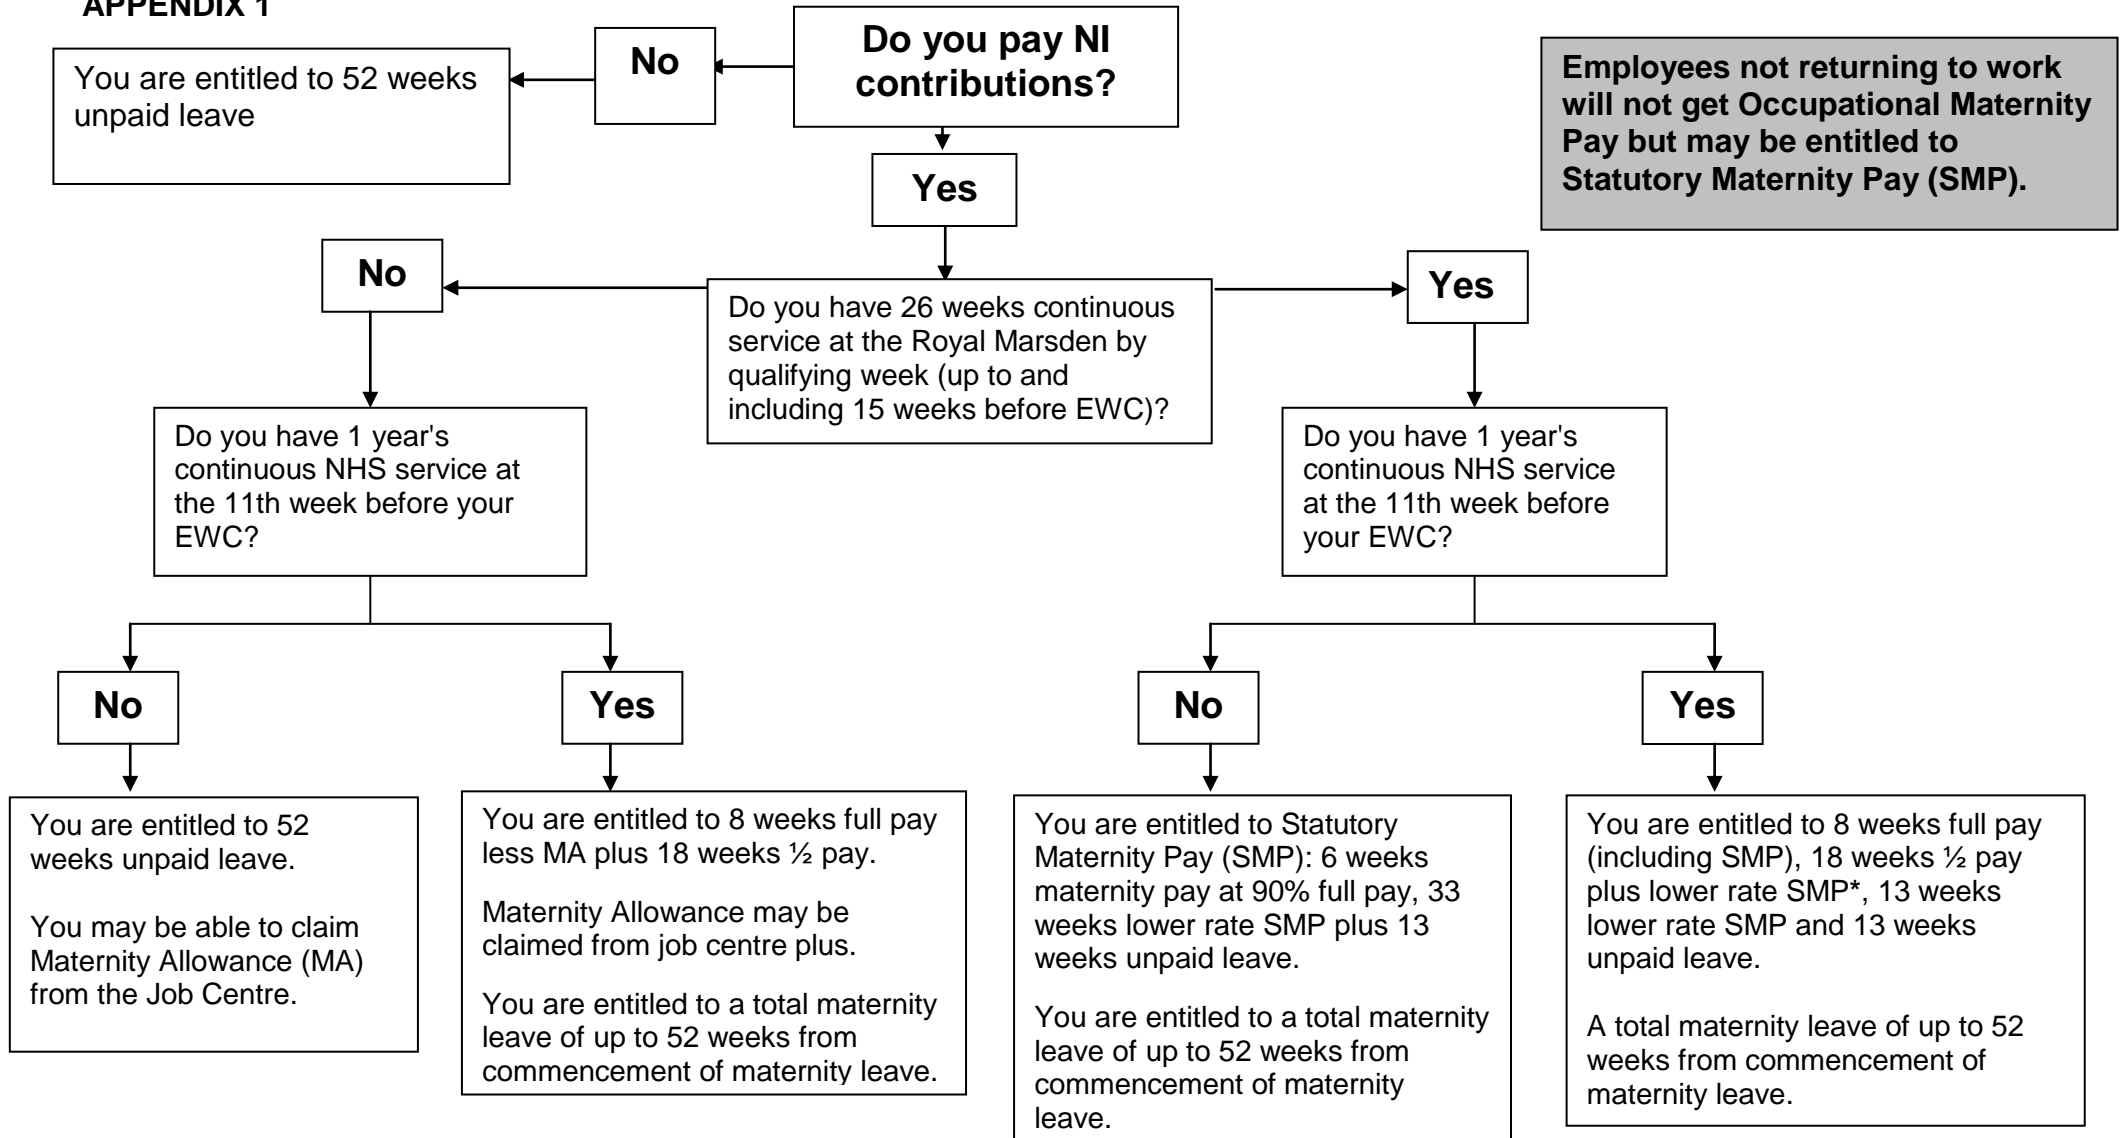 APPENDIX 1
Do you pay NI
contributions?
No
You are entitled to 52 weeks
unpaid leave
Employees not returning to work
will not get Occupational Maternity
Pay but may be entitled to
Statutory Maternity Pay (SMP).
Yes
No
Do you have 26 weeks continuous
service at the Royal Marsden by
qualifying week (up to and
including 15 weeks before EWC)?
Yes
Do you have 1 year's
continuous NHS service at
the 11th week before your
EWC?
Do you have 1 year's
continuous NHS service
at the 11th week before
your EWC?
No
Yes
No
Yes
You are entitled to 52
weeks unpaid leave.
You may be able to claim
Maternity Allowance (MA)
from the Job Centre.
You are entitled to 8 weeks full pay
less MA plus 18 weeks ½ pay.
Maternity Allowance may be
claimed from job centre plus.
You are entitled to a total maternity
leave of up to 52 weeks from
commencement of maternity leave.
You are entitled to Statutory
Maternity Pay (SMP): 6 weeks
maternity pay at 90% full pay, 33
weeks lower rate SMP plus 13
weeks unpaid leave.
You are entitled to a total maternity
leave of up to 52 weeks from
commencement of maternity
leave.
You are entitled to 8 weeks full pay
(including SMP), 18 weeks ½ pay
plus lower rate SMP*, 13 weeks
lower rate SMP and 13 weeks
unpaid leave.
A total maternity leave of up to 52
weeks from commencement of
maternity leave.